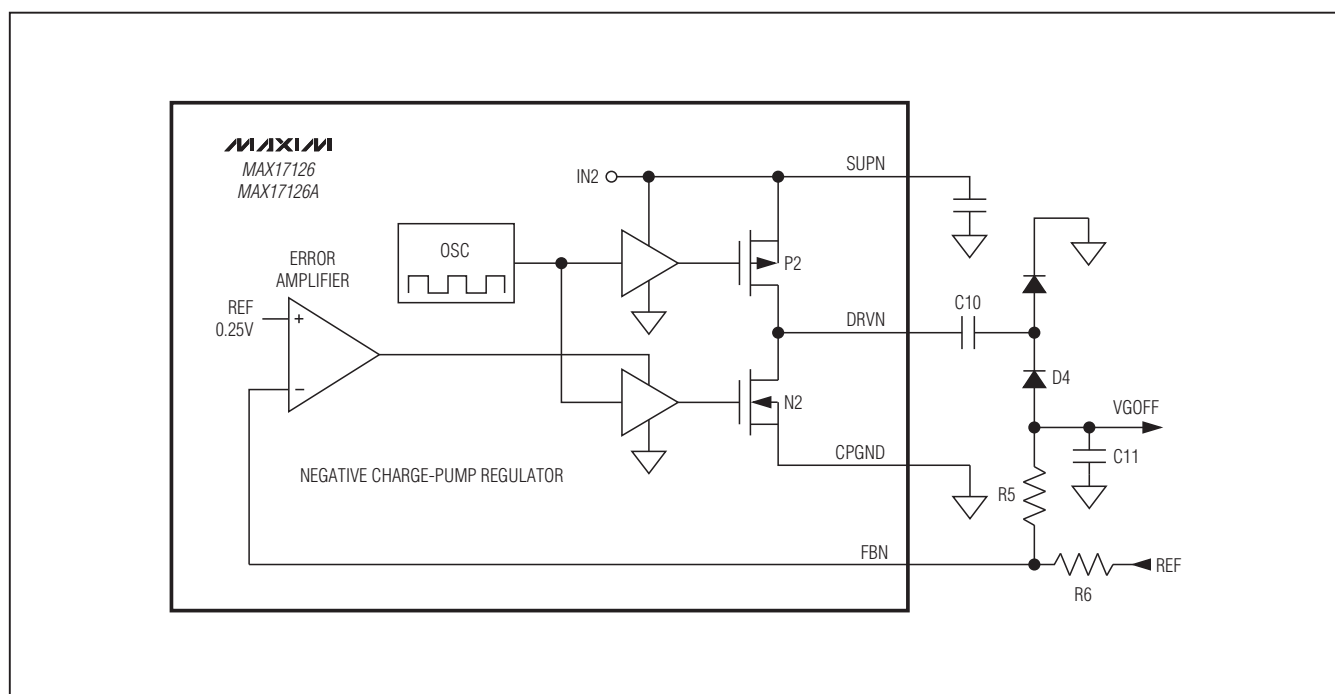 MAXIM
MAX17126
MAX17126A
SUPN
IN2
OSC
ERROR
AMPLIFIER
P2
REF
0.25V
+
C10
DRVN
−
D4
N2
VGOFF
CPGND
C11
NEGATIVE CHARGE-PUMP REGULATOR
R5
FBN
REF
R6